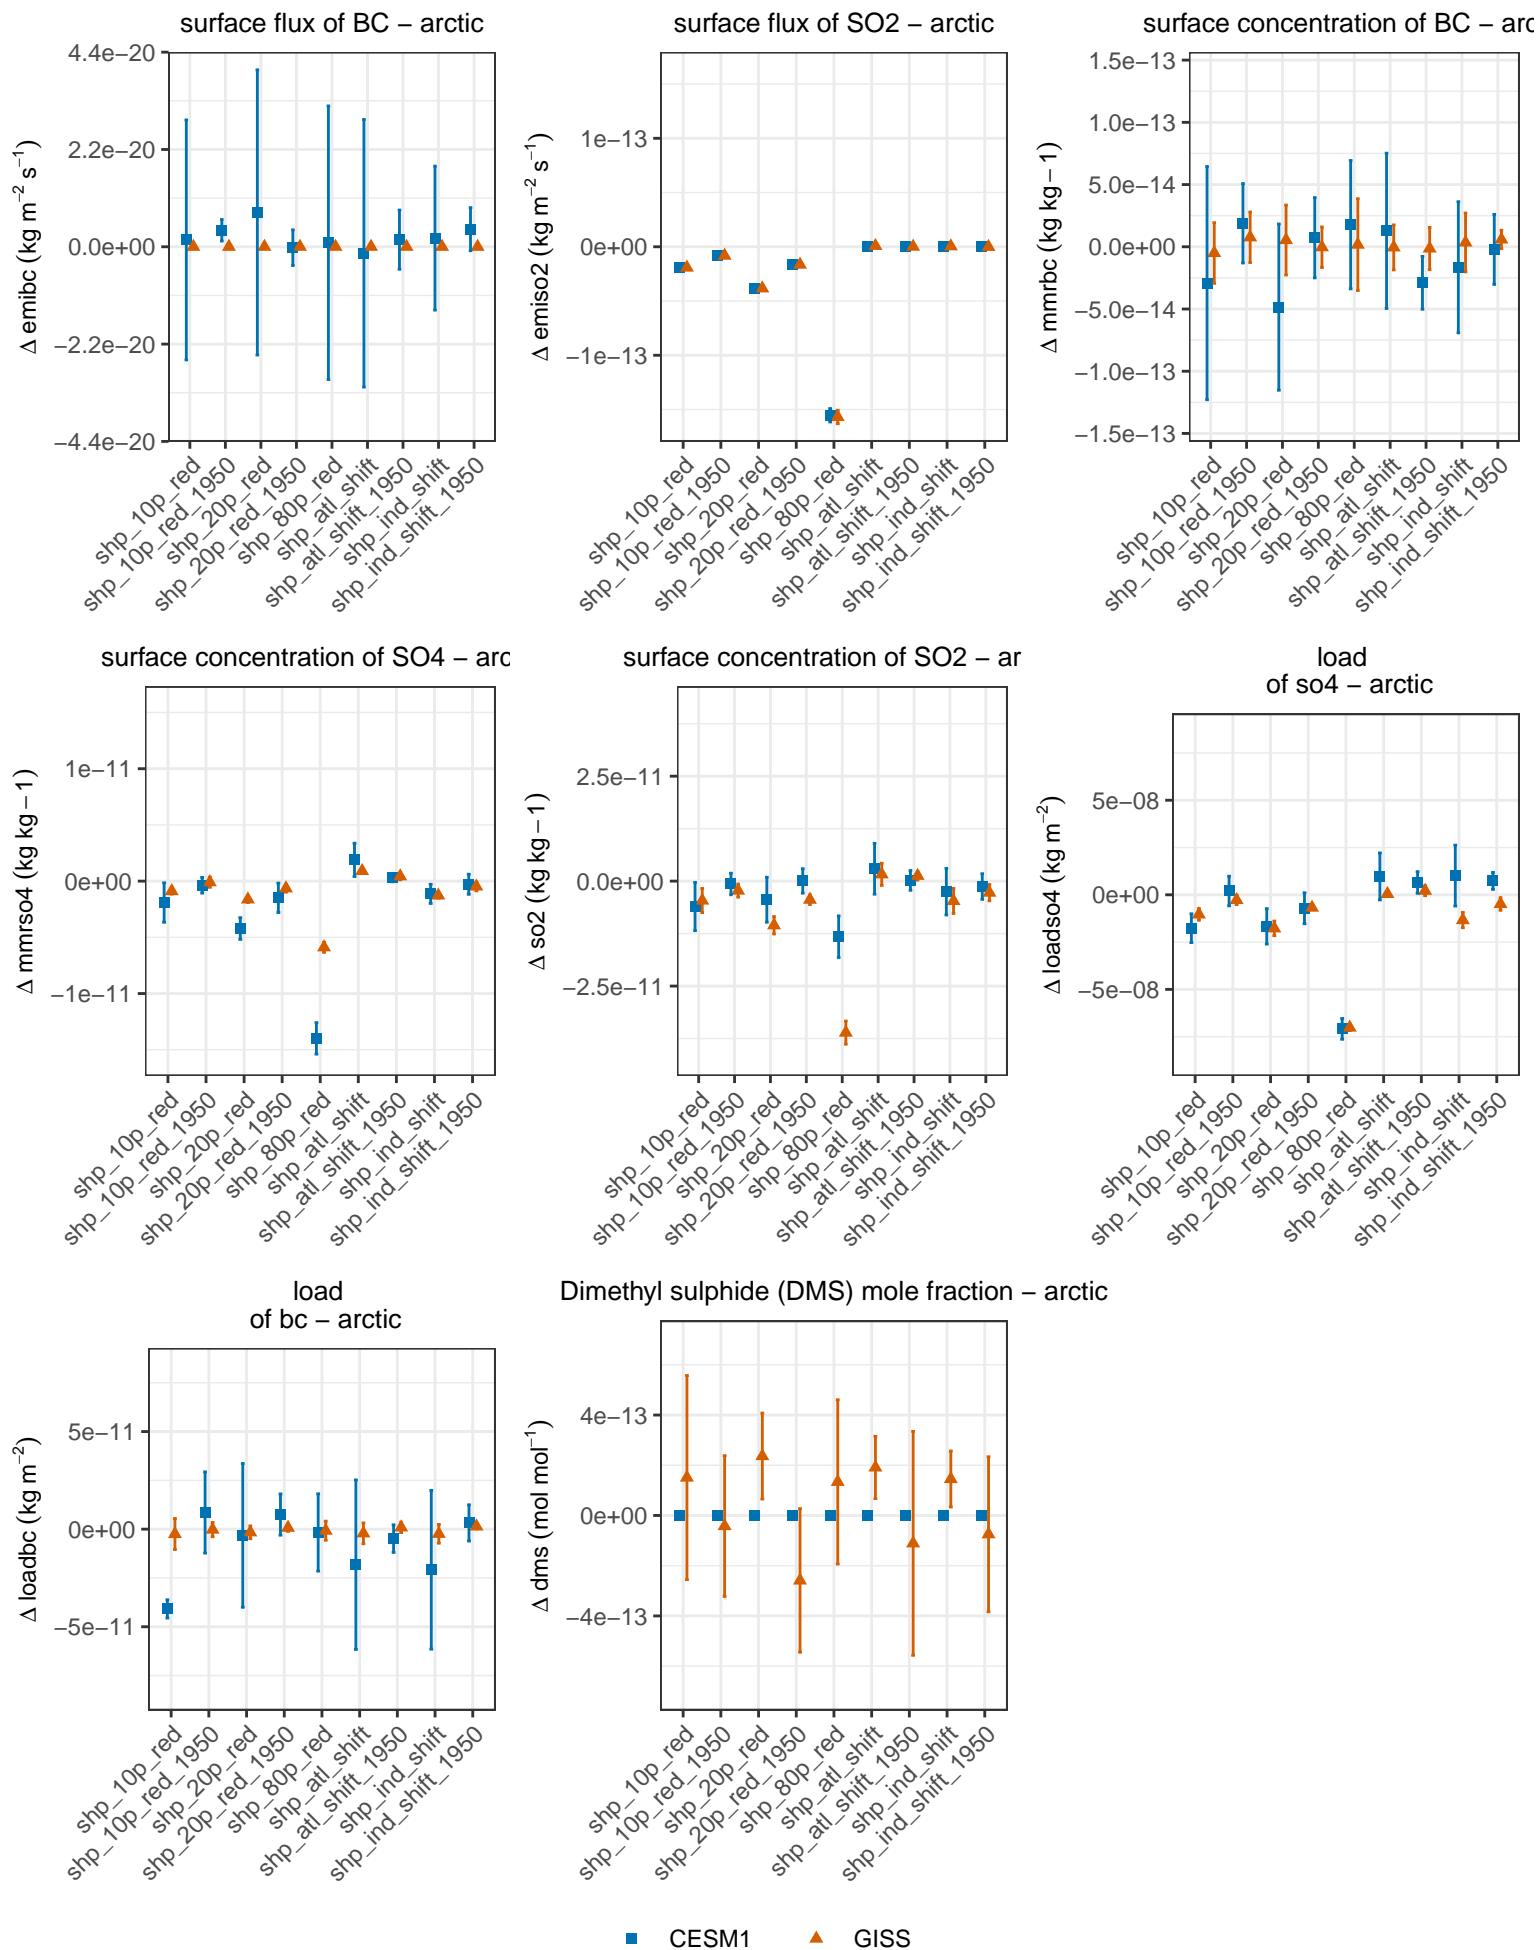 surface flux of BC − arctic
4.4e−20
2.2e−20
0.0e+00
−2.2e−20
−4.4e−20
Δ emibc (kg m−2 s−1)
shp_10p_red
shp_10p_red_1950
shp_20p_red
shp_20p_red_1950
shp_80p_red
shp_atl_shift
shp_atl_shift_1950
shp_ind_shift
shp_ind_shift_1950
surface flux of SO2 − arctic
1e−13
0e+00
−1e−13
Δ emiso2 (kg m−2 s−1)
shp_10p_red
shp_10p_red_1950
shp_20p_red
shp_20p_red_1950
shp_80p_red
shp_atl_shift
shp_atl_shift_1950
shp_ind_shift
shp_ind_shift_1950
surface concentration of BC − arc
1.5e−13
1.0e−13
5.0e−14
0.0e+00
−5.0e−14
−1.0e−13
−1.5e−13
Δ mmrbc (kg kg − 1)
shp_10p_red
shp_10p_red_1950
shp_20p_red
shp_20p_red_1950
shp_80p_red
shp_atl_shift
shp_atl_shift_1950
shp_ind_shift
shp_ind_shift_1950
surface concentration of SO4 − arc
1e−11
0e+00
−1e−11
Δ mmrso4 (kg kg − 1)
shp_10p_red
shp_10p_red_1950
shp_20p_red
shp_20p_red_1950
shp_80p_red
shp_atl_shift
shp_atl_shift_1950
shp_ind_shift
shp_ind_shift_1950
surface concentration of SO2 − ar
2.5e−11
0.0e+00
−2.5e−11
Δ so2 (kg kg − 1)
shp_10p_red
shp_10p_red_1950
shp_20p_red
shp_20p_red_1950
shp_80p_red
shp_atl_shift
shp_atl_shift_1950
shp_ind_shift
shp_ind_shift_1950
load
of so4 − arctic
5e−08
0e+00
−5e−08
Δ loadso4 (kg m−2)
shp_10p_red
shp_10p_red_1950
shp_20p_red
shp_20p_red_1950
shp_80p_red
shp_atl_shift
shp_atl_shift_1950
shp_ind_shift
shp_ind_shift_1950
load
of bc − arctic
5e−11
0e+00
−5e−11
Δ loadbc (kg m−2)
shp_10p_red
shp_10p_red_1950
shp_20p_red
shp_20p_red_1950
shp_80p_red
shp_atl_shift
shp_atl_shift_1950
shp_ind_shift
shp_ind_shift_1950
Dimethyl sulphide (DMS) mole fraction − arctic
4e−13
0e+00
−4e−13
Δ dms (mol mol−1)
shp_10p_red
shp_10p_red_1950
shp_20p_red
shp_20p_red_1950
shp_80p_red
shp_atl_shift
shp_atl_shift_1950
shp_ind_shift
shp_ind_shift_1950
CESM1
GISS